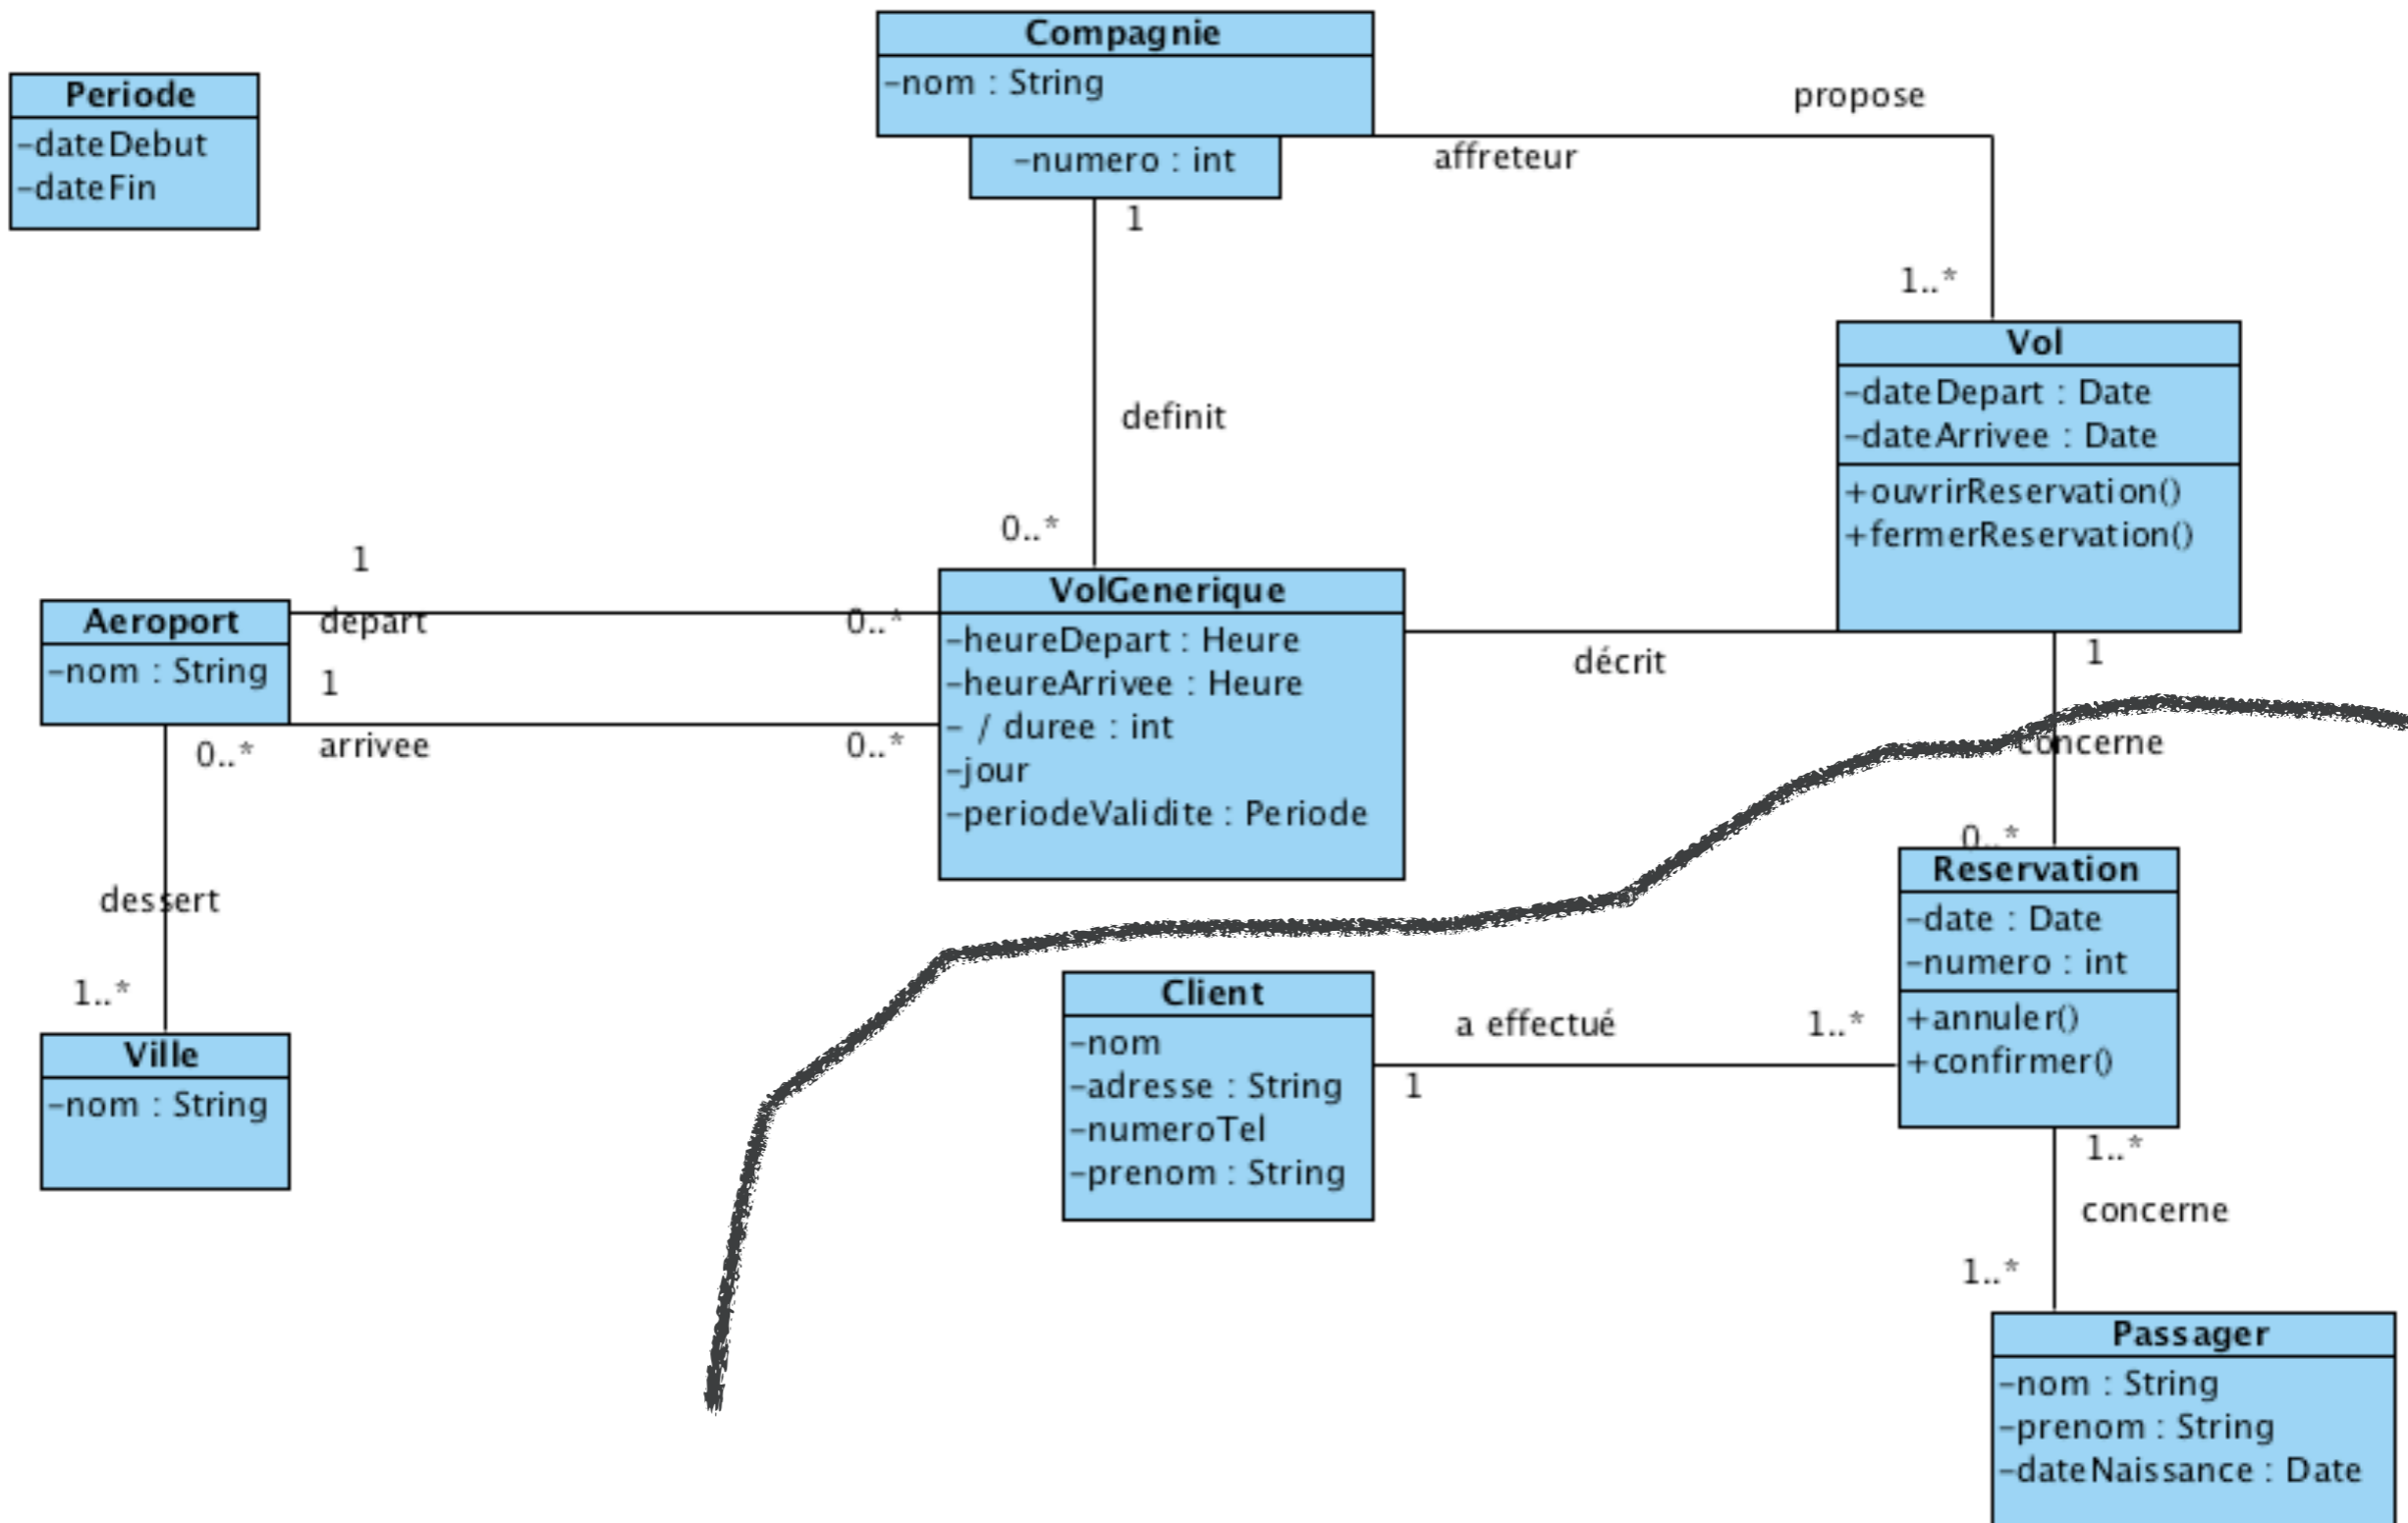 Compagnie
-nom : String
-numero : int
propose
affreteur
1
1..*
Periode
-dateDebut
-dateFin
definit
0..*
Vol
-dateDepart : Date
-dateArrivee : Date
+ouvrirReservation()
+fermerReservation()
1
depart
0..*
Aeroport
-nom : String
1
arrivee
0..*
VolGenerique
-heureDepart : Heure
-heureArrivee : Heure
- / duree : int
-jour
-periodeValidite : Periode
décrit
1
concerne
0..*
0..*
dessert
1..*
Ville
-nom : String
Reservation
-date : Date
-numero : int
+annuler()
+confirmer()
Client
-nom
-adresse : String
-numeroTel
-prenom : String
a effectué
1..*
1
1..*
concerne
1..*
Passager
-nom : String
-prenom : String
-dateNaissance : Date